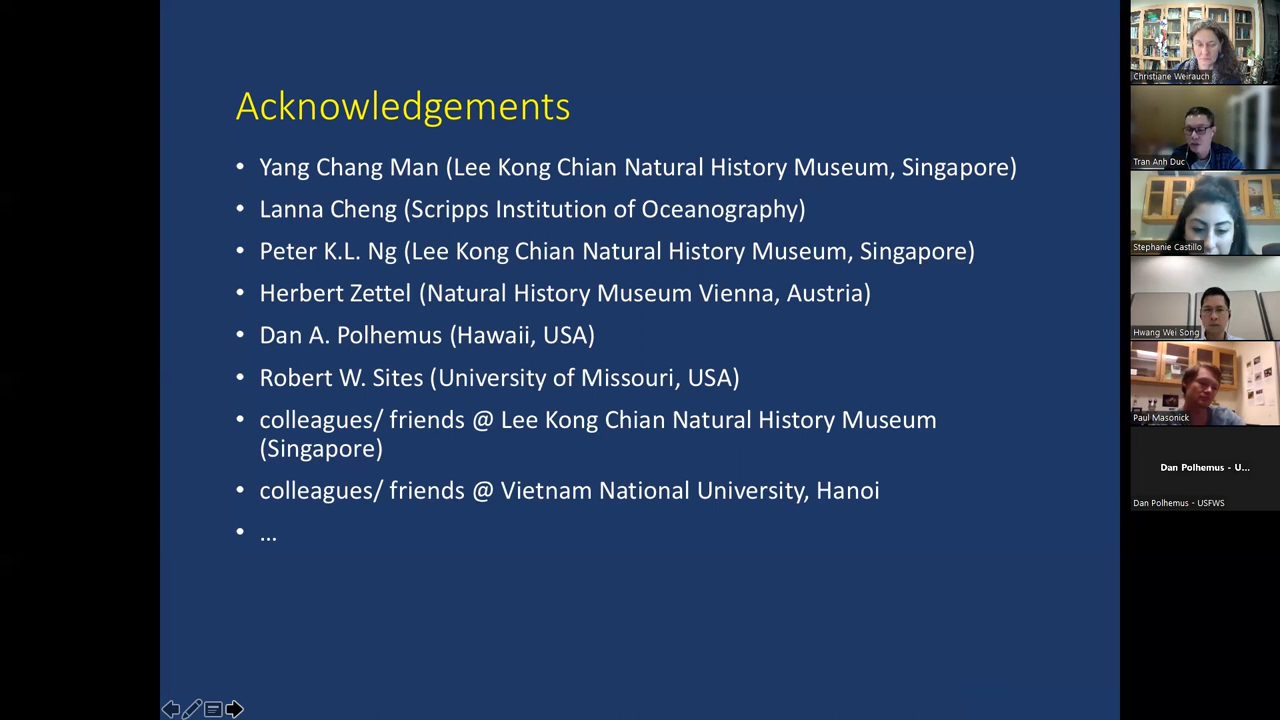 Acknowledgements
• Yang Chang Man (Lee Kong Chian Natural History Museum, Singapore)
• Lanna Cheng (Scripps Institution of Oceanography)
• Peter K.L. Ng (Lee Kong Chian Natural History Museum, Singapore)
• Herbert Zettel (Natural History Museum Vienna, Austria)
• Dan A. Polhemus (Hawaii, USA)
• Robert W. Sites (University of Missouri, USA)
• colleagues/ friends @ Lee Kong Chian Natural History Museum
(Singapore)
• colleagues/ friends @ Vietnam National University, Hanoi
• ...
Christiane Weirauch
Tran Anh Duc
Stephanie Castillo
Hwang Wei Song
Paul Masonick
Dan Polhemus - U...
Dan Polhemus - USFWS